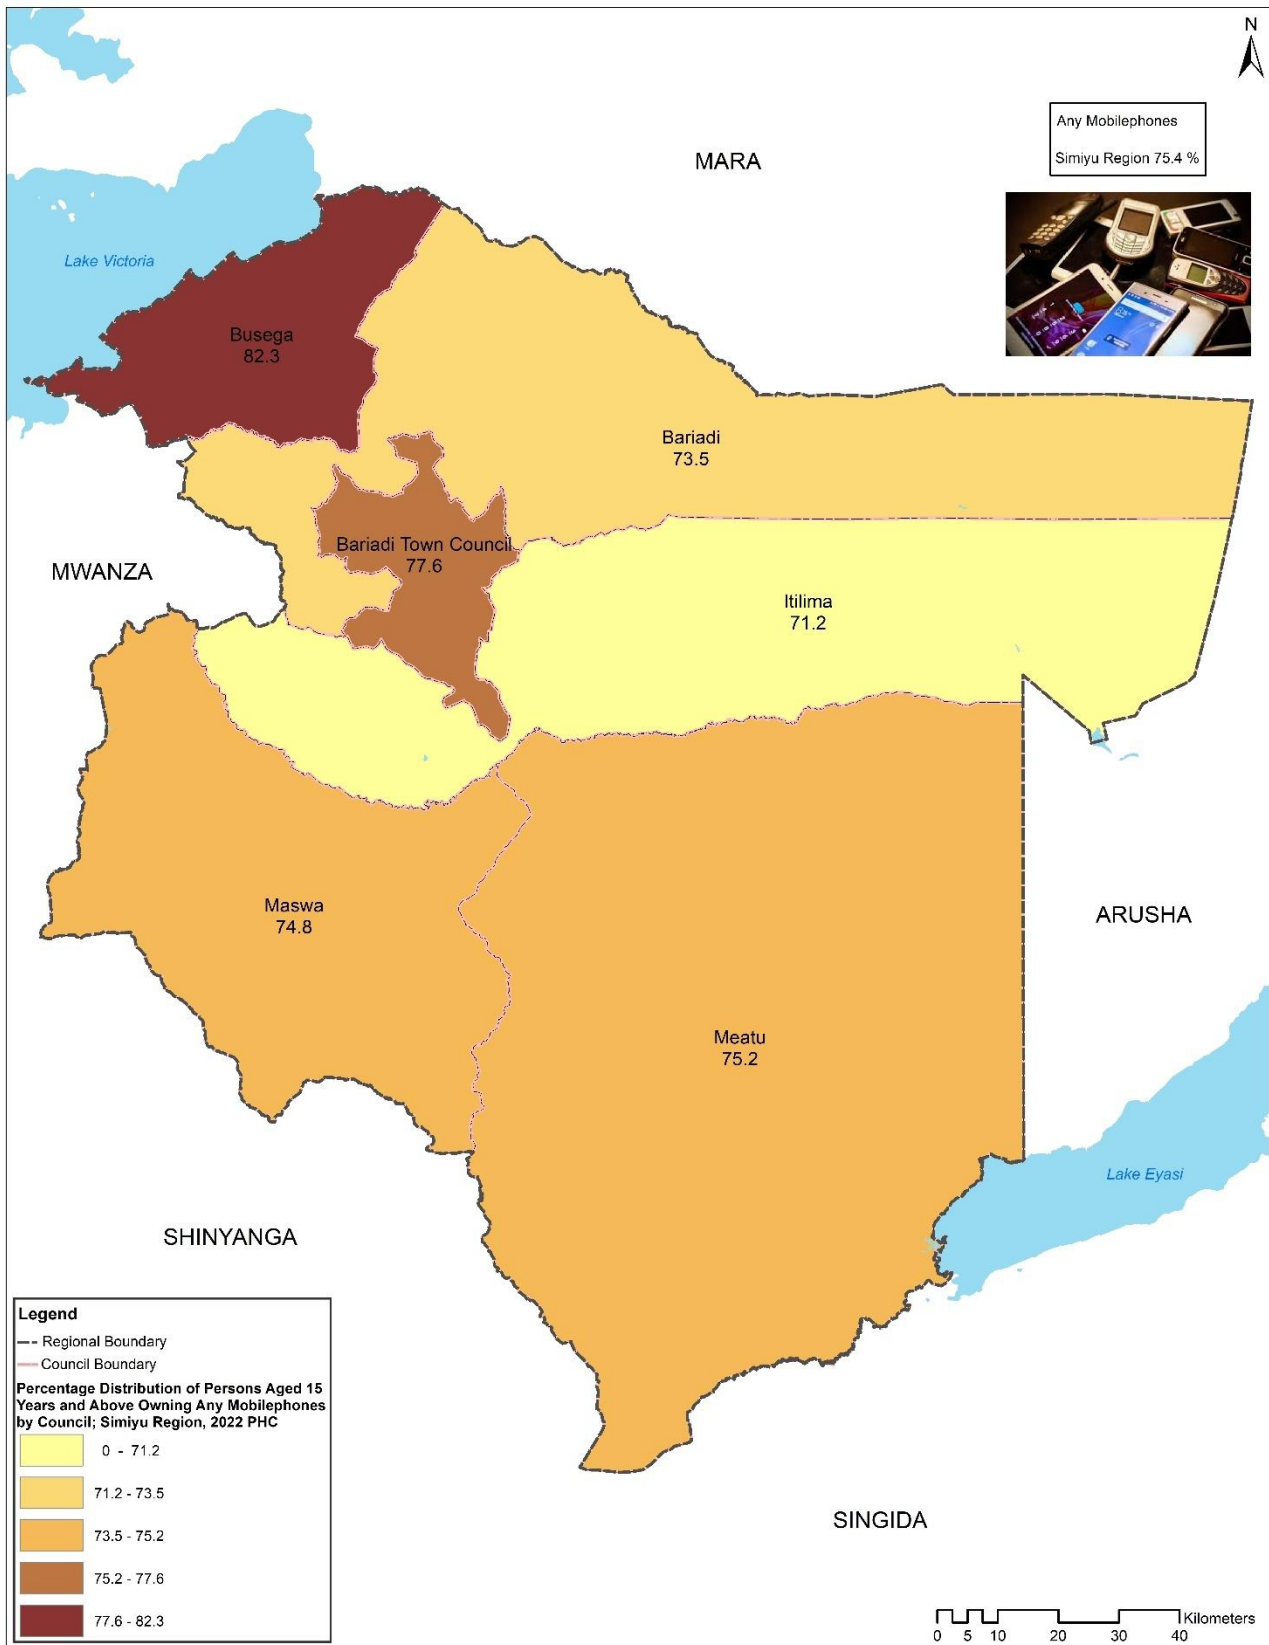 N
Any Mobilephones
Simiyu Region 75.4 %
MARA
Lake Victoria
Busega
82.3
Bariadi
73.5
Bariadi Town Council
77.6
MWANZA
Itilima
71.2
Maswa
74.8
ARUSHA
Meatu
75.2
Lake Eyasi
SHINYANGA
SINGIDA
Legend
Regional Boundary
Council Boundary
Percentage Distribution of Persons Aged 15
Years and Above Owning Any Mobilephones
by Council; Simiyu Region, 2022 PHC
0 - 71.2
71.2 - 73.5
73.5 - 75.2
75.2 - 77.6
77.6 - 82.3
Kilometers
0 5 10 20 30 40